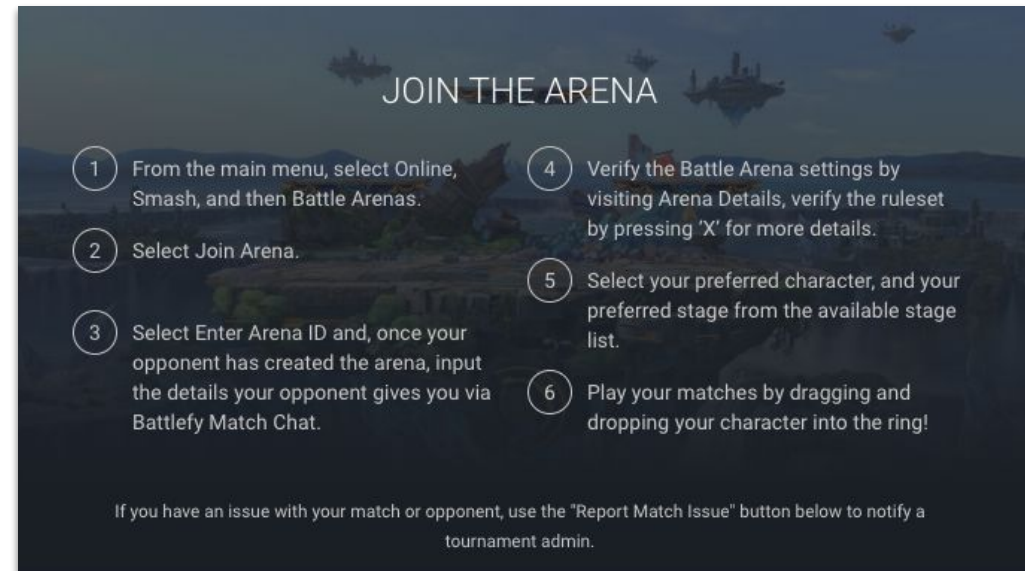 JOIN THE ARENA
1
From the main menu, select Online,
Smash, and then Battle Arenas.
2
Select Join Arena.
3
Select Enter Arena ID and, once your
opponent has created the arena, input
the details your opponent gives you via
Battlefy Match Chat.
4
Verify the Battle Arena settings by
visiting Arena Details, verify the ruleset
by pressing ‘X’ for more details.
5
Select your preferred character, and your
preferred stage from the available stage
list.
6
Play your matches by dragging and
dropping your character into the ring!
If you have an issue with your match or opponent, use the "Report Match Issue" button below to notify a
tournament admin.